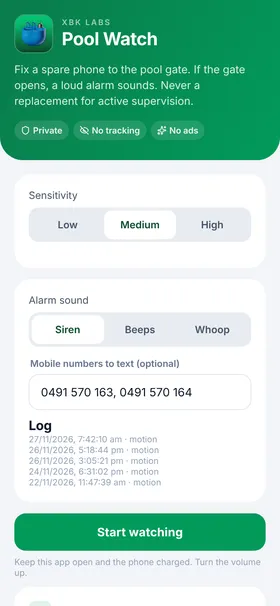 XBK LABS
Pool Watch
Fix a spare phone to the pool gate. If the gate
opens, a loud alarm sounds. Never a
replacement for active supervision.
Private
No tracking
No ads
Sensitivity
Low
Medium
High
Alarm sound
Siren
Beeps
Whoop
Mobile numbers to text (optional)
0491 570 163, 0491 570 164
Log
27/11/2026, 7:42:10 am · motion
26/11/2026, 5:18:44 pm · motion
26/11/2026, 3:05:21 pm · motion
24/11/2026, 6:31:02 pm · motion
22/11/2026, 11:47:39 am · motion
Start watching
Keep this app open and the phone charged. Turn the volume
up.